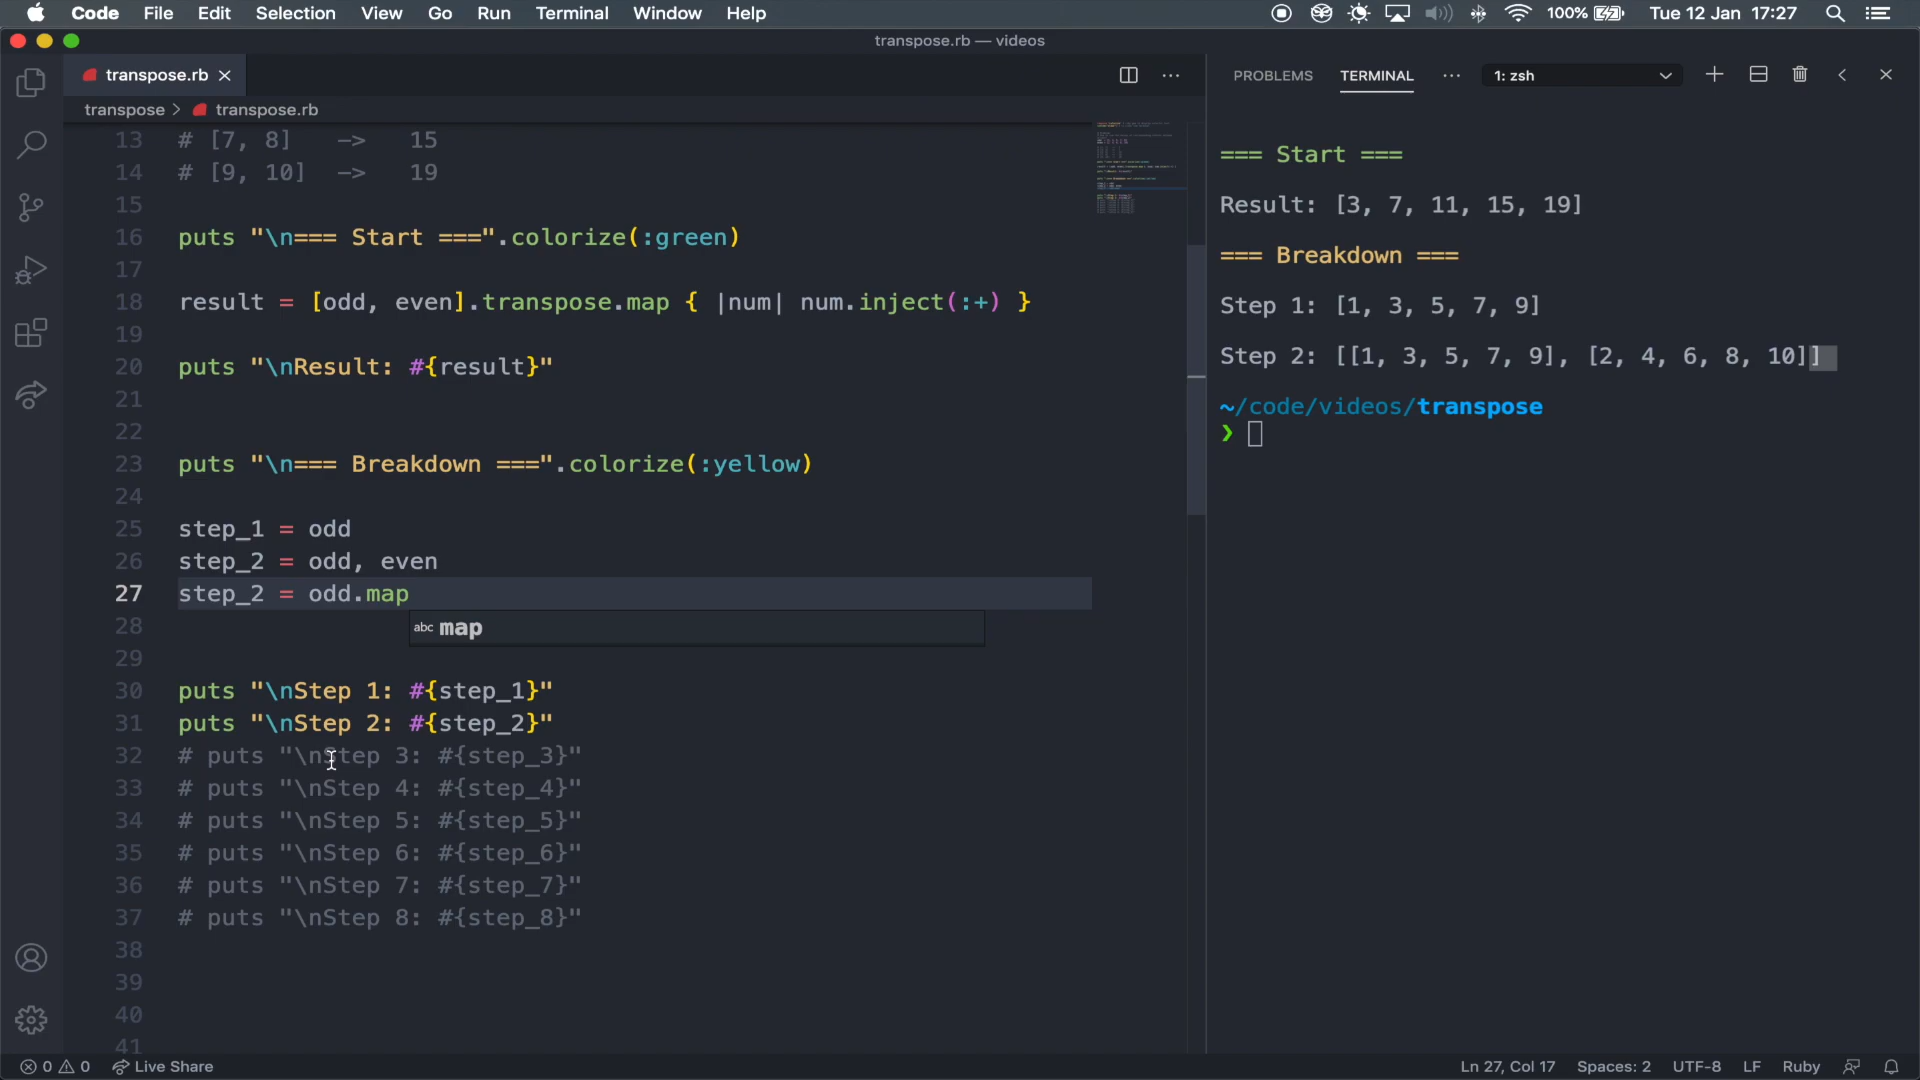 Code File Edit Selection View Go Run Terminal Window Help 100% Tue 12 Jan 17:27
transpose.rb — videos
transpose.rb
PROBLEMS TERMINAL ... 1: zsh
transpose > transpose.rb
13 # [7, 8] —> 15
14 # [9, 10] —> 19
15
16 puts "\n=== Start ===".colorize(:green)
17
18 result = [odd, even].transpose.map { |num| num.inject(:+) }
19
20 puts "\nResult: #{result}"
21
22
23 puts "\n=== Breakdown ===".colorize(:yellow)
24
25 step_1 = odd
26 step_2 = odd, even
27 step_2 = odd.map
abc map
28
29
30 puts "\nStep 1: #{step_1}"
31 puts "\nStep 2: #{step_2}"
32 # puts "\nStep 3: #{step_3}"
33 # puts "\nStep 4: #{step_4}"
34 # puts "\nStep 5: #{step_5}"
35 # puts "\nStep 6: #{step_6}"
36 # puts "\nStep 7: #{step_7}"
37 # puts "\nStep 8: #{step_8}"
38
39
40
41
=== Start ===
Result: [3, 7, 11, 15, 19]
=== Breakdown ===
Step 1: [1, 3, 5, 7, 9]
Step 2: [[1, 3, 5, 7, 9], [2, 4, 6, 8, 10]]
~/code/videos/transpose
❯
0 0 Live Share Ln 27, Col 17 Spaces: 2 UTF-8 LF Ruby